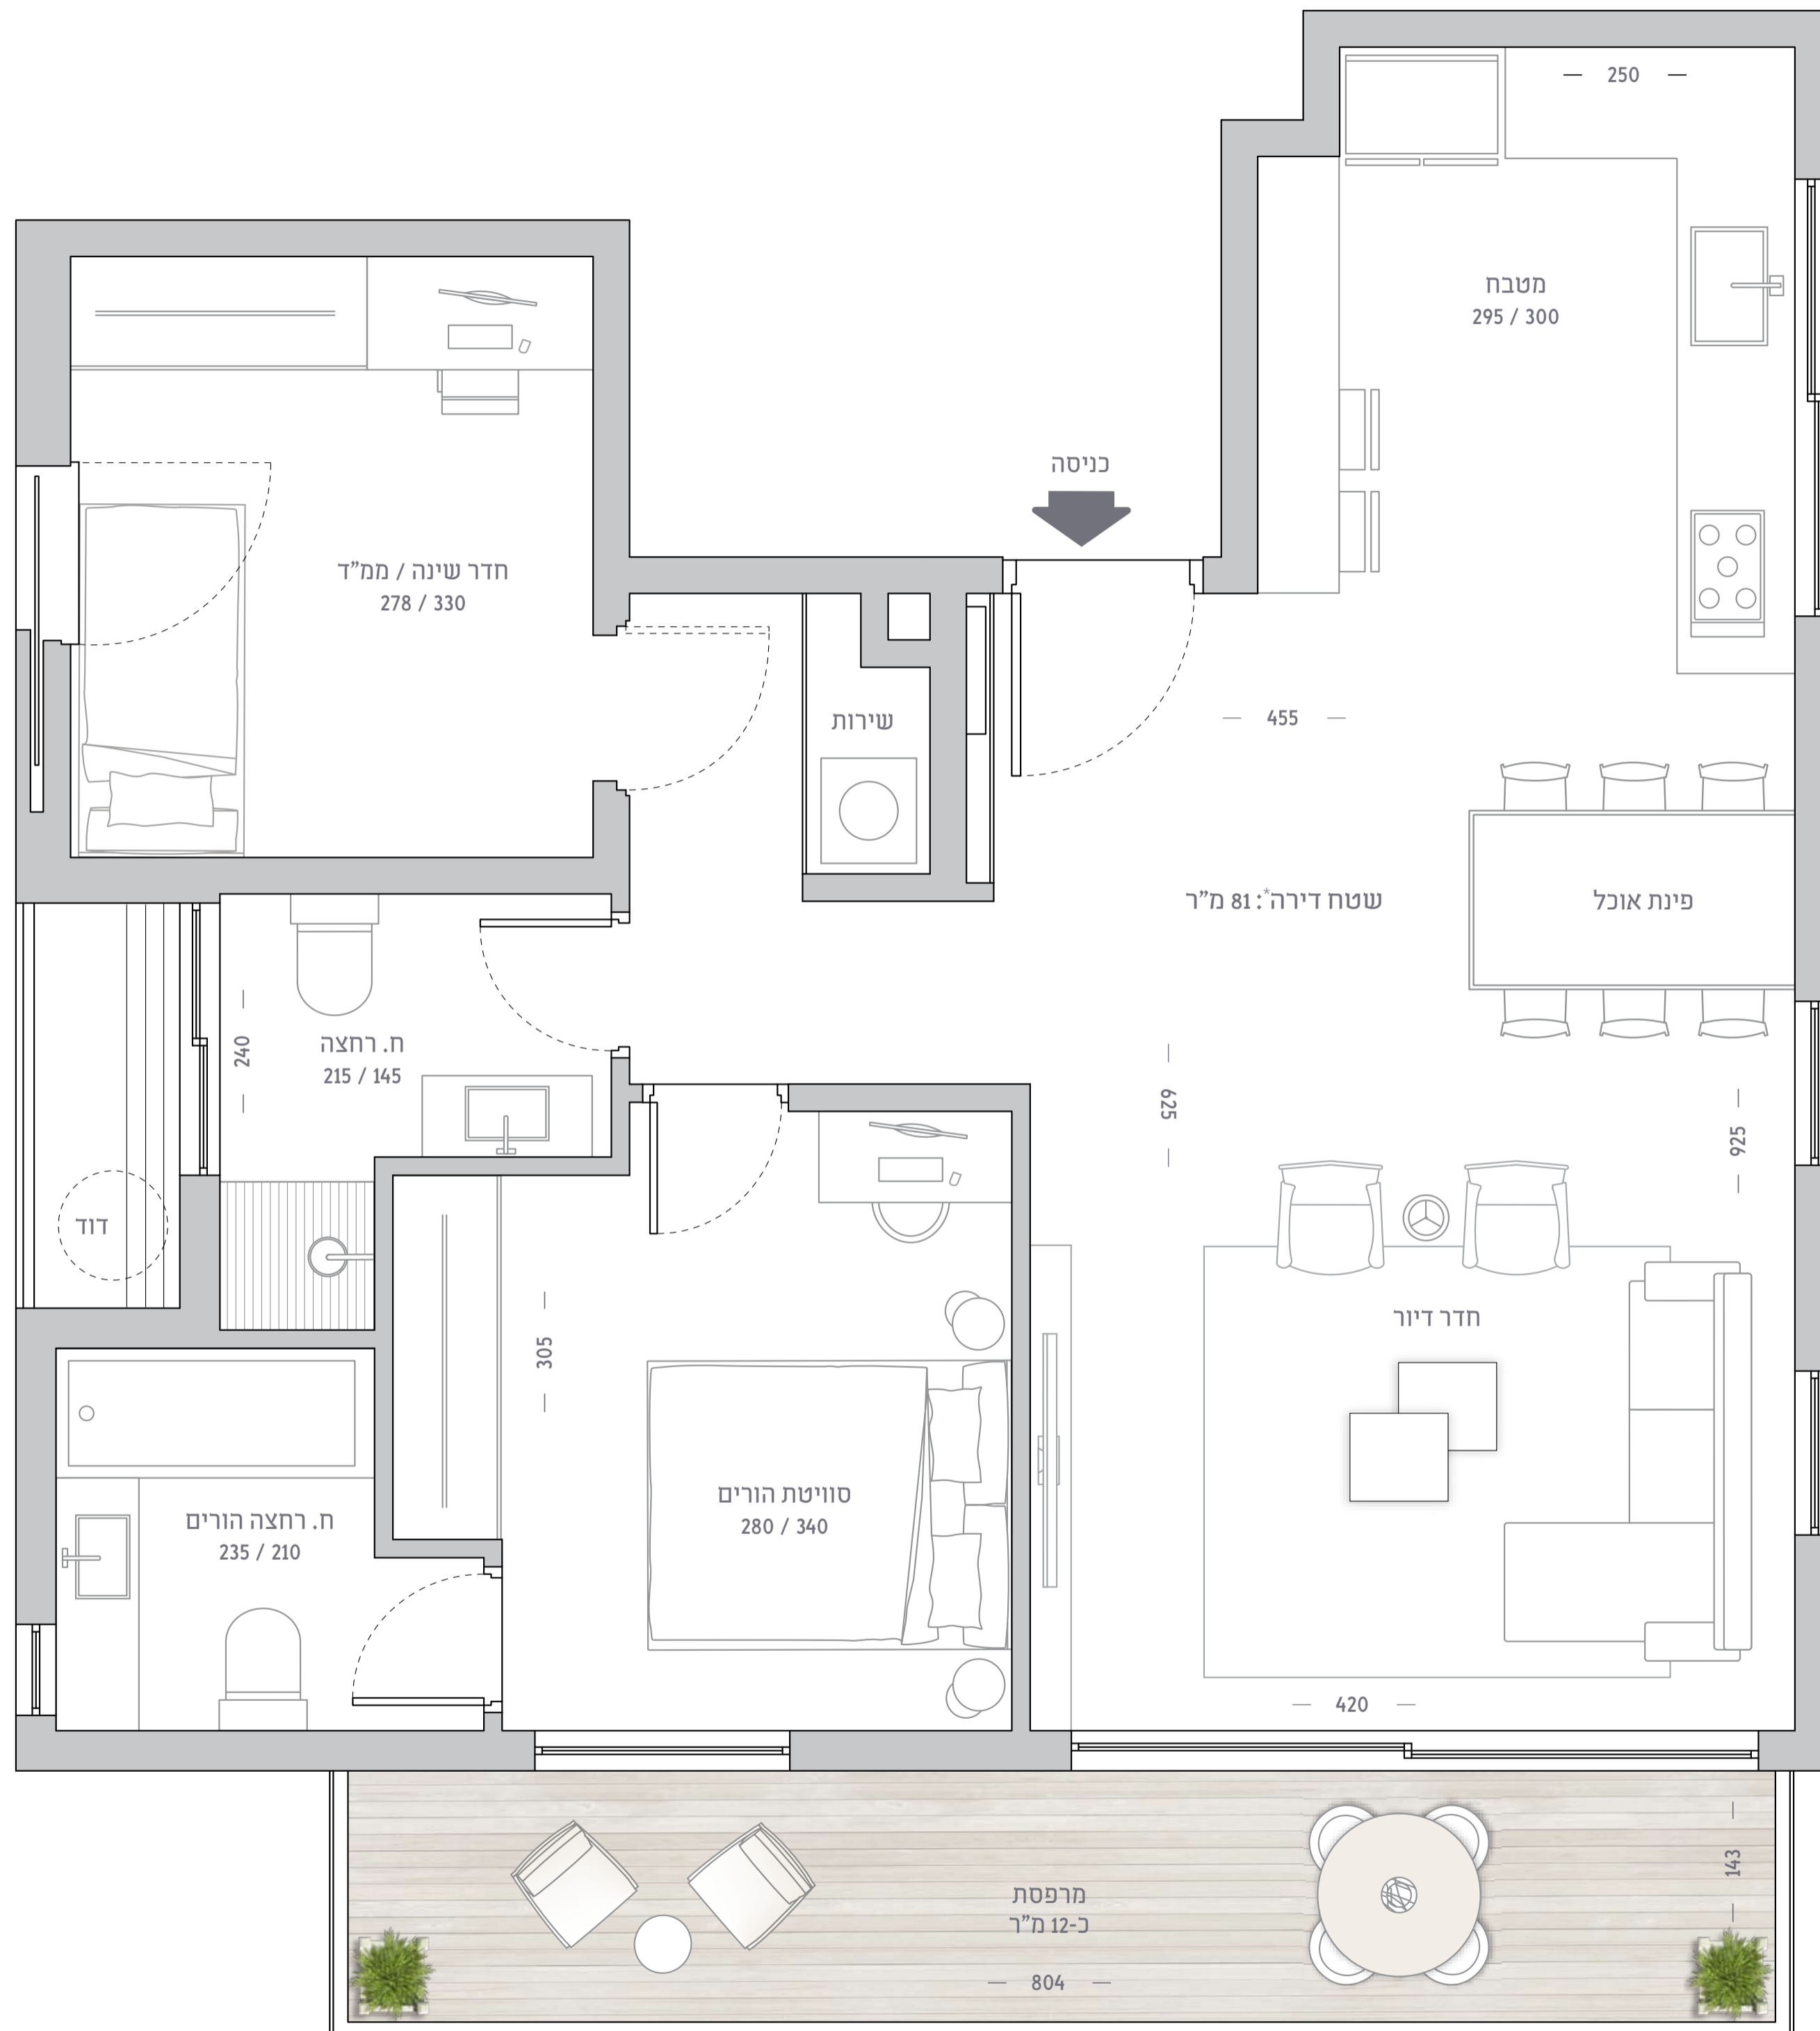 250
מטבח
295 / 300
כניסה
חדר שינה / ממ”ד
278 / 330
שירות
455
שטח דירה*: 81 מ”ר
פינת אוכל
240
ח. רחצה
215 / 145
625
925
דוד
305
חדר דיור
סוויטת הורים
280 / 340
ח. רחצה הורים
235 / 210
420
מרפסת
כ-12 מ”ר
143
804